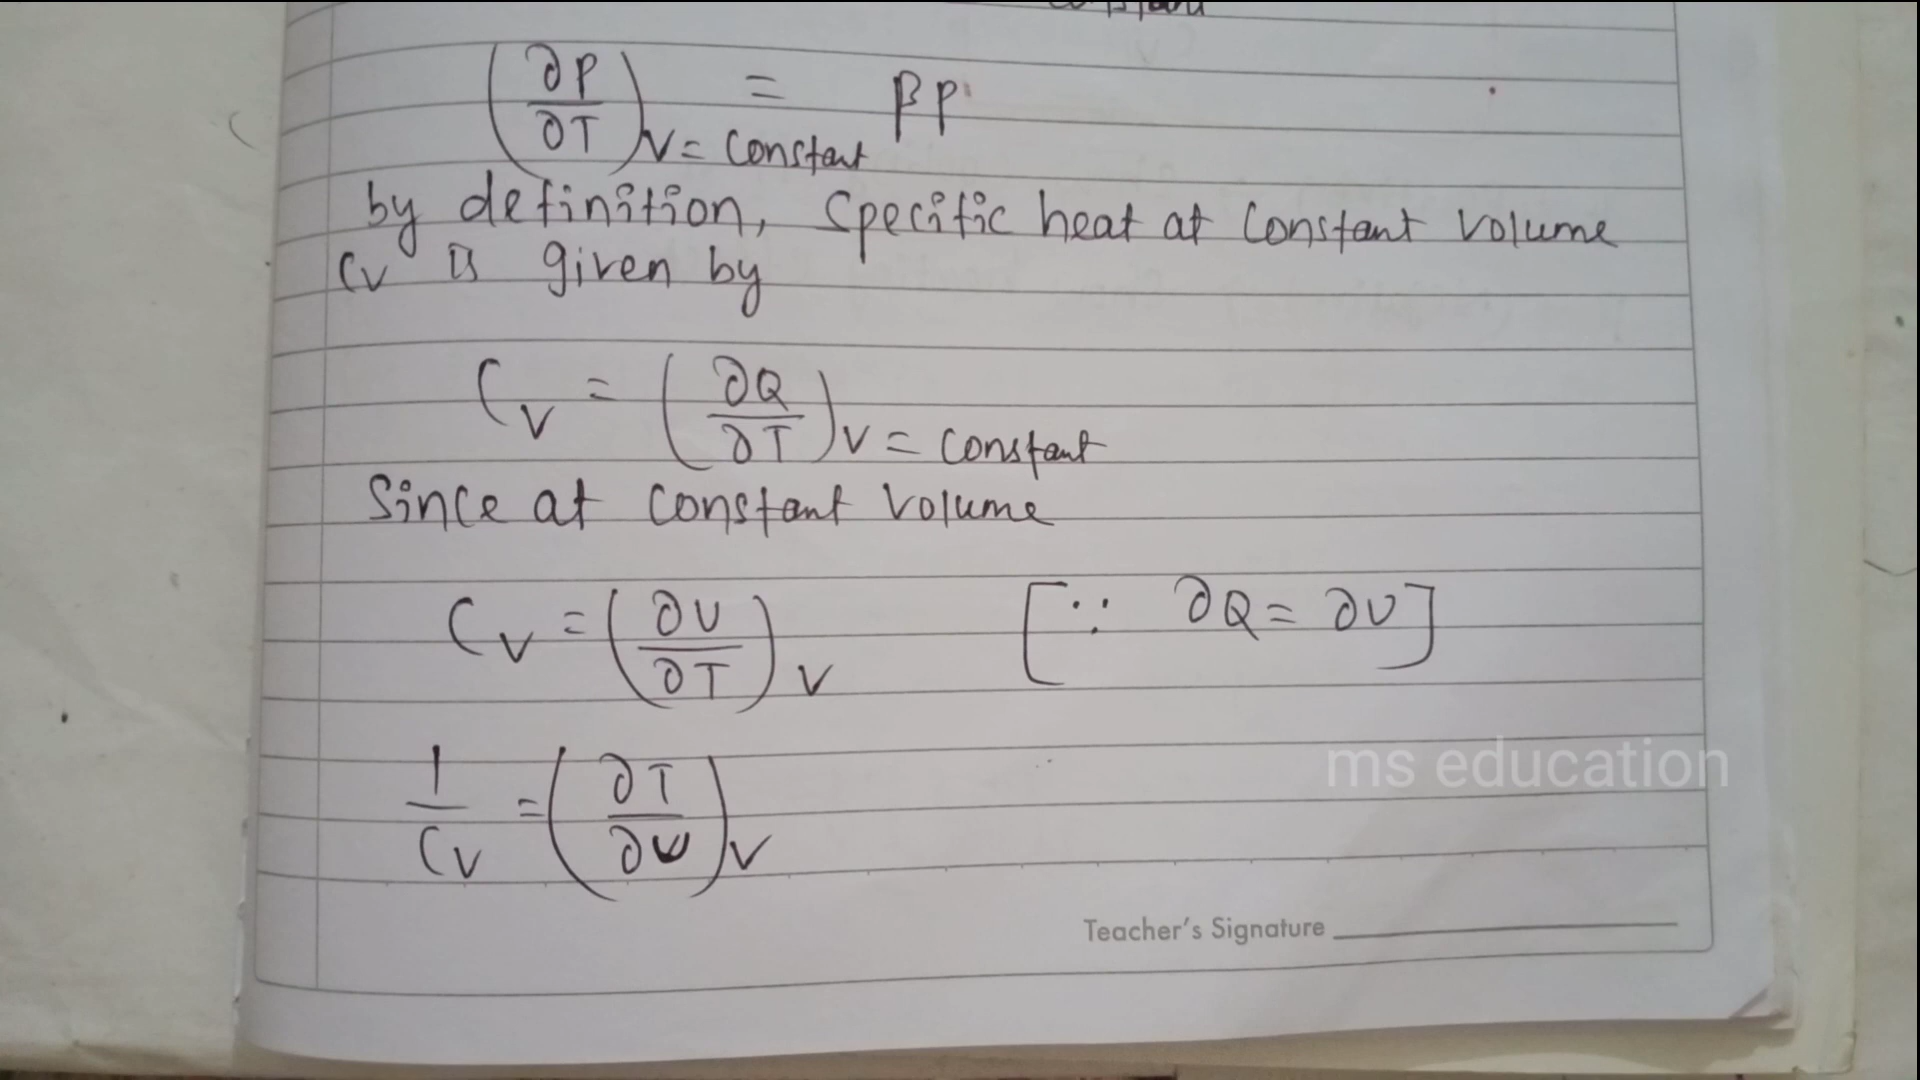 constant
(∂P/∂T)V = constant = βP
by definition, Specific heat at constant volume
Cv is given by
CV = (∂Q/∂T)V = constant
Since at constant volume
CV = (∂U/∂T)V [∵ ∂Q = ∂U]
1/CV = (∂T/∂U)V
ms education
Teacher's Signature